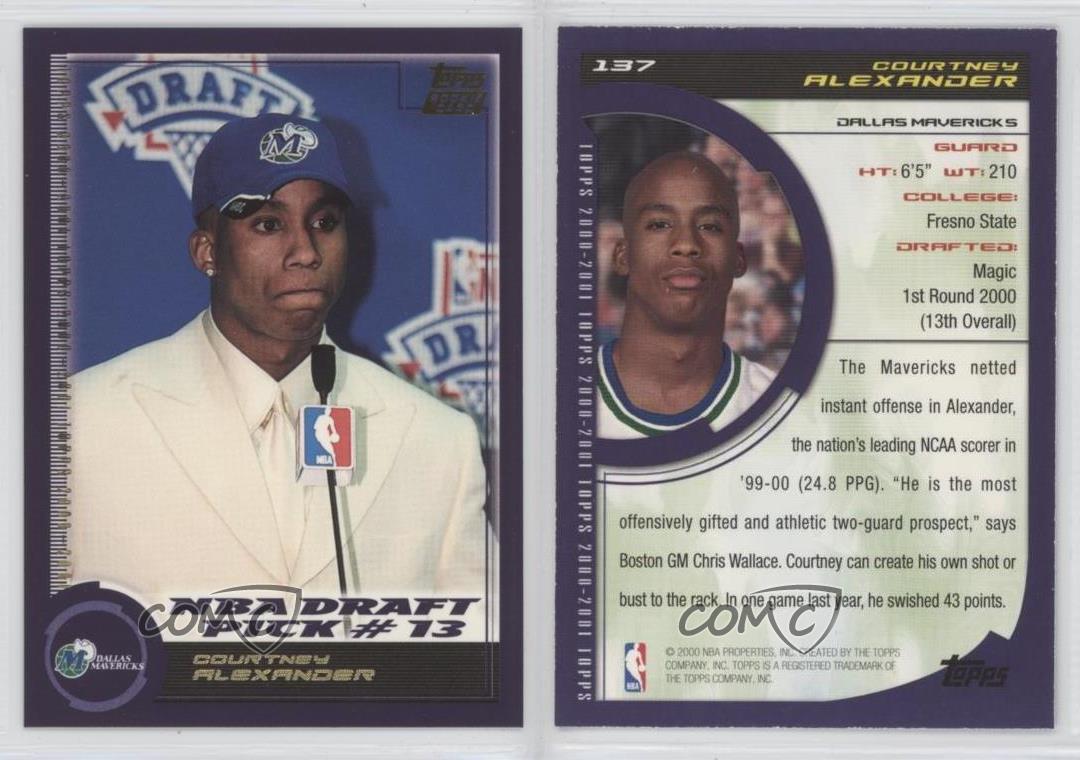 DRAFT
topps
M
NBA
DR
NBA
NBA DRAFT
PICK # 13
DALLAS
MAVERICKS
COURTNEY
ALEXANDER
COMC
137
COURTNEY
ALEXANDER
DALLAS MAVERICKS
GUARD
HT: 6'5" WT: 210
COLLEGE:
Fresno State
DRAFTED:
Magic
1st Round 2000
(13th Overall)
TOPPS 2000-2001 TOPPS 2000-2001 TOPPS 2000-2001 TOPPS 2000-2001
The Mavericks netted
instant offense in Alexander,
the nation's leading NCAA scorer in
'99-00 (24.8 PPG). "He is the most
offensively gifted and athletic two-guard prospect," says
Boston GM Chris Wallace. Courtney can create his own shot or
bust to the rack. In one game last year, he swished 43 points.
COMC
NBA
© 2000 NBA PROPERTIES, INC. CREATED BY THE TOPPS
COMPANY, INC. TOPPS IS A REGISTERED TRADEMARK OF
THE TOPPS COMPANY, INC.
topps